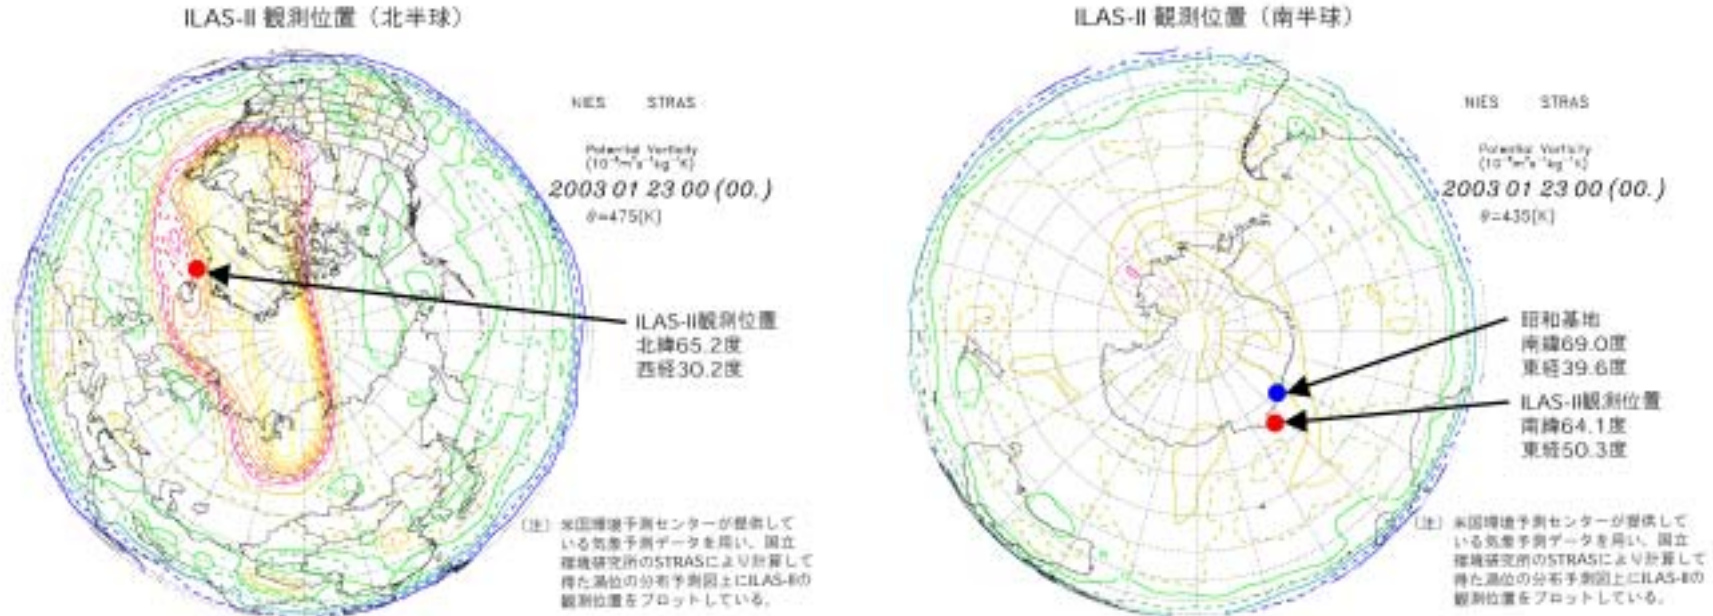 ILAS-II 観測位置（北半球）
NIES STRAS
Potential Vorticity
2003 01 23 00 (00.)
θ=475[K]
ILAS-II観測位置
北緯65.2度
西経30.2度
（注）米国環境予測センターが提供して
いる気象予測データを用い、国立
環境研究所のSTRASにより計算して
得た渦位の分布予測図上にILAS-IIの
観測位置をプロットしている。
ILAS-II 観測位置（南半球）
NIES STRAS
Potential Vorticity
2003 01 23 00 (00.)
θ=435[K]
昭和基地
南緯69.0度
東経39.6度
ILAS-II観測位置
南緯64.1度
東経50.3度
（注）米国環境予測センターが提供して
いる気象予測データを用い、国立
環境研究所のSTRASにより計算して
得た渦位の分布予測図上にILAS-IIの
観測位置をプロットしている。